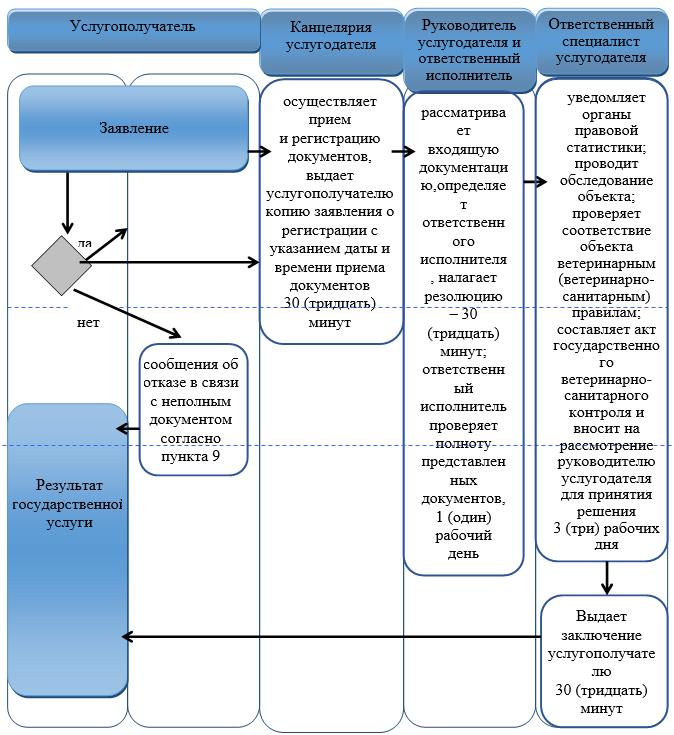 Услугополучатель
Канцелярия
услугодателя
Руководитель
услугодателя и
ответственный
исполнитель
Ответственный
специалист
услугодателя
Заявление
да
нет
сообщения об
отказе в связи
с неполным
документом
согласно
пункта 9
Результат
государственной
услуги
осуществляет
прием
и регистрацию
документов,
выдает
услугополучателю
копию заявления о
регистрации с
указанием даты и
времени приема
документов
30 (тридцать)
минут
рассматрива
ет
входящую
документаци
ю,определяе
т
ответственн
ого
исполнителя
, налагает
резолюцию
– 30
(тридцать)
минут;
ответствен
ный
исполнитель
проверяет
полноту
представлен
ных
документов,
1 (один)
рабочий
день
уведомляет
органы
правовой
статистики;
проводит
обследование
объекта;
проверяет
соответствие
объекта
ветеринарным
(ветеринарно-
санитарным)
правилам;
составляет акт
государственно
го
ветеринарно-
санитарного
контроля и
вносит на
рассмотрение
руководителю
услугодателя
для принятия
решения
3 (три) рабочих
дня
Выдает
заключение
услугополучате
лю
30 (тридцать)
минут